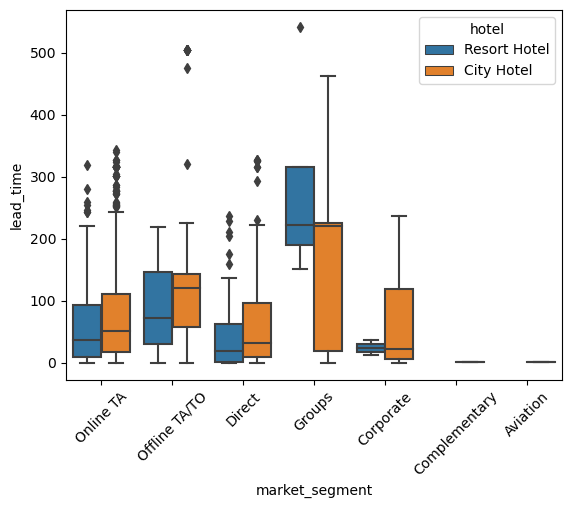 hotel
Resort Hotel
City Hotel
500
400
300
200
100
0
lead_time
Online TA
Offline TA/TO
Direct
Groups
Corporate
Complementary
Aviation
market_segment